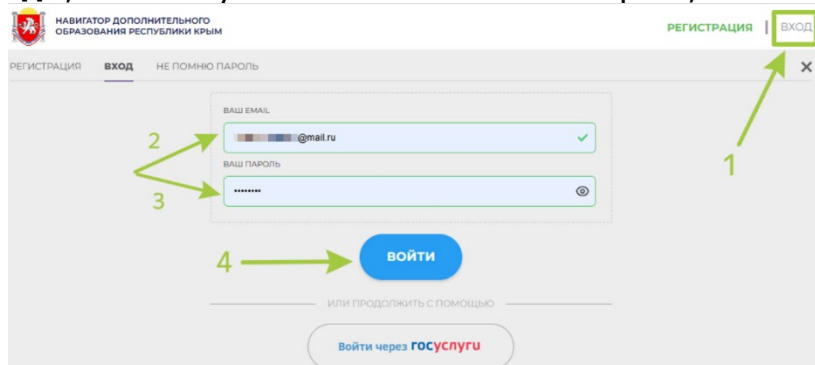 НАВИГАТОР ДОПОЛНИТЕЛЬНОГО
ОБРАЗОВАНИЯ РЕСПУБЛИКИ КРЫМ
РЕГИСТРАЦИЯ | ВХОД
РЕГИСТРАЦИЯ ВХОД НЕ ПОМНЮ ПАРОЛЬ
1
ВАШ EMAIL
2
@mail.ru
ВАШ ПАРОЛЬ
3
••••••••
4
ВОЙТИ
ИЛИ ПРОДОЛЖИТЬ С ПОМОЩЬЮ
Войти через госуслуги